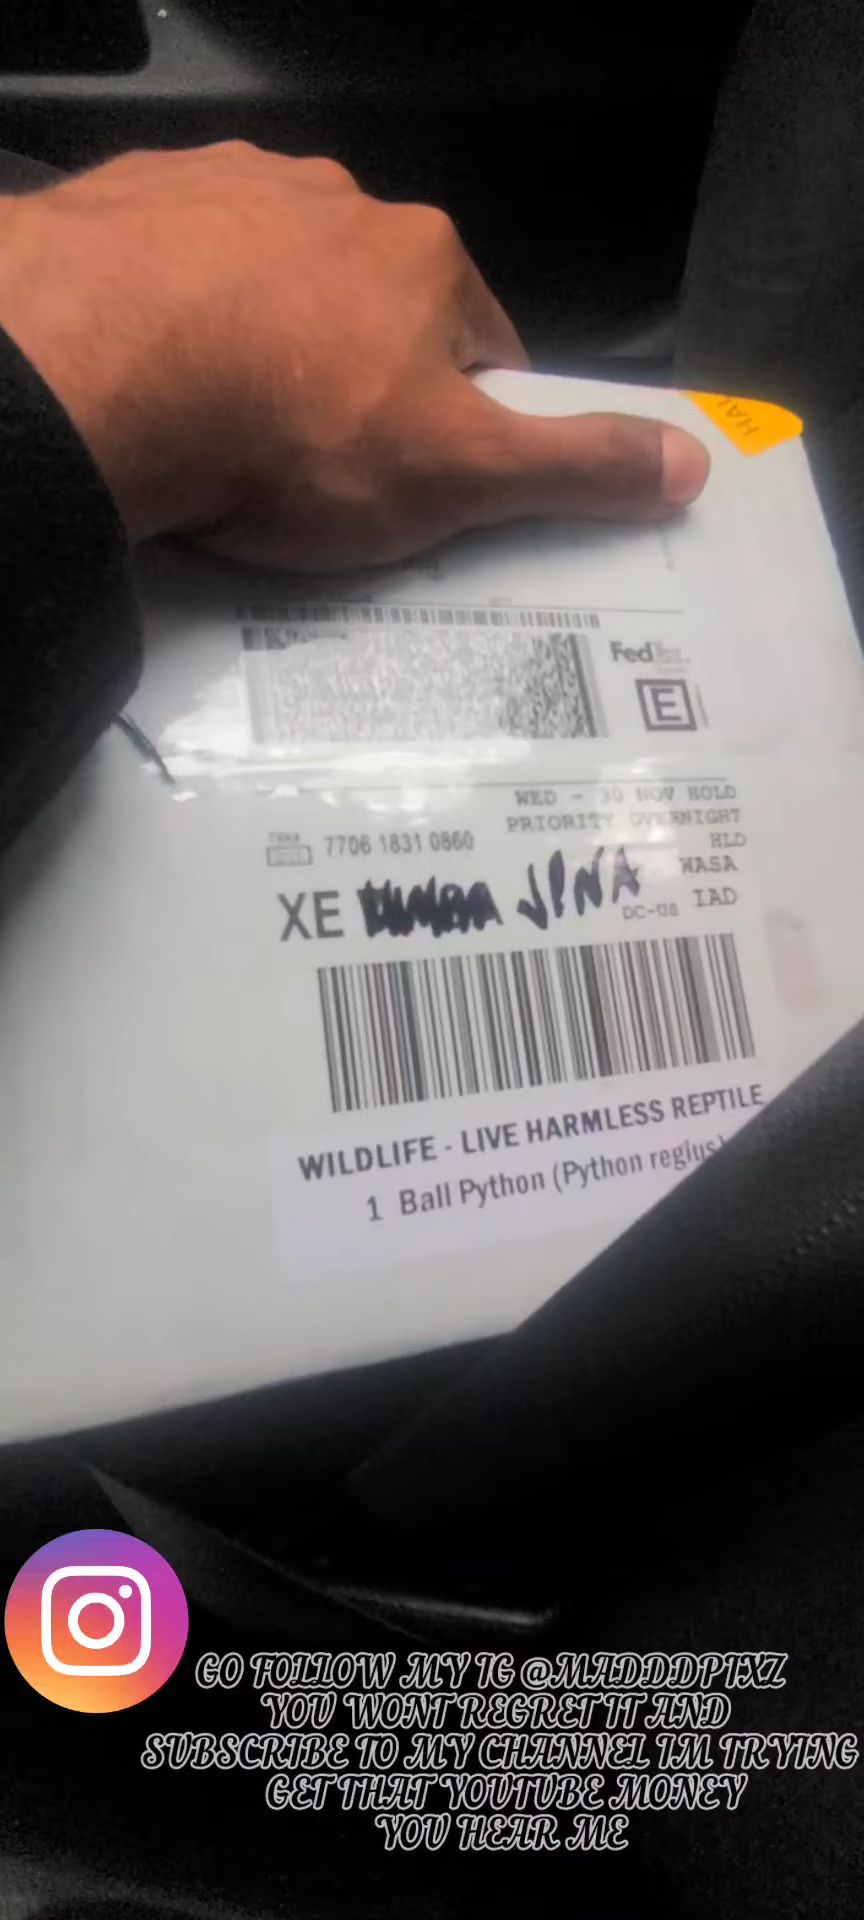 HAL
FedEx
E
WED - 30 NOV HOLD
PRIORITY OVERNIGHT
7706 1831 0860
HLD
WASA
XE
JINA
DC-US IAD
WILDLIFE - LIVE HARMLESS REPTILE
1 Ball Python (Python regius)
GO FOLLOW MY IG @MADDDPIXZ
YOU WONT REGRET IT AND
SUBSCRIBE TO MY CHANNEL IM TRYING
GET THAT YOUTUBE MONEY
YOU HEAR ME